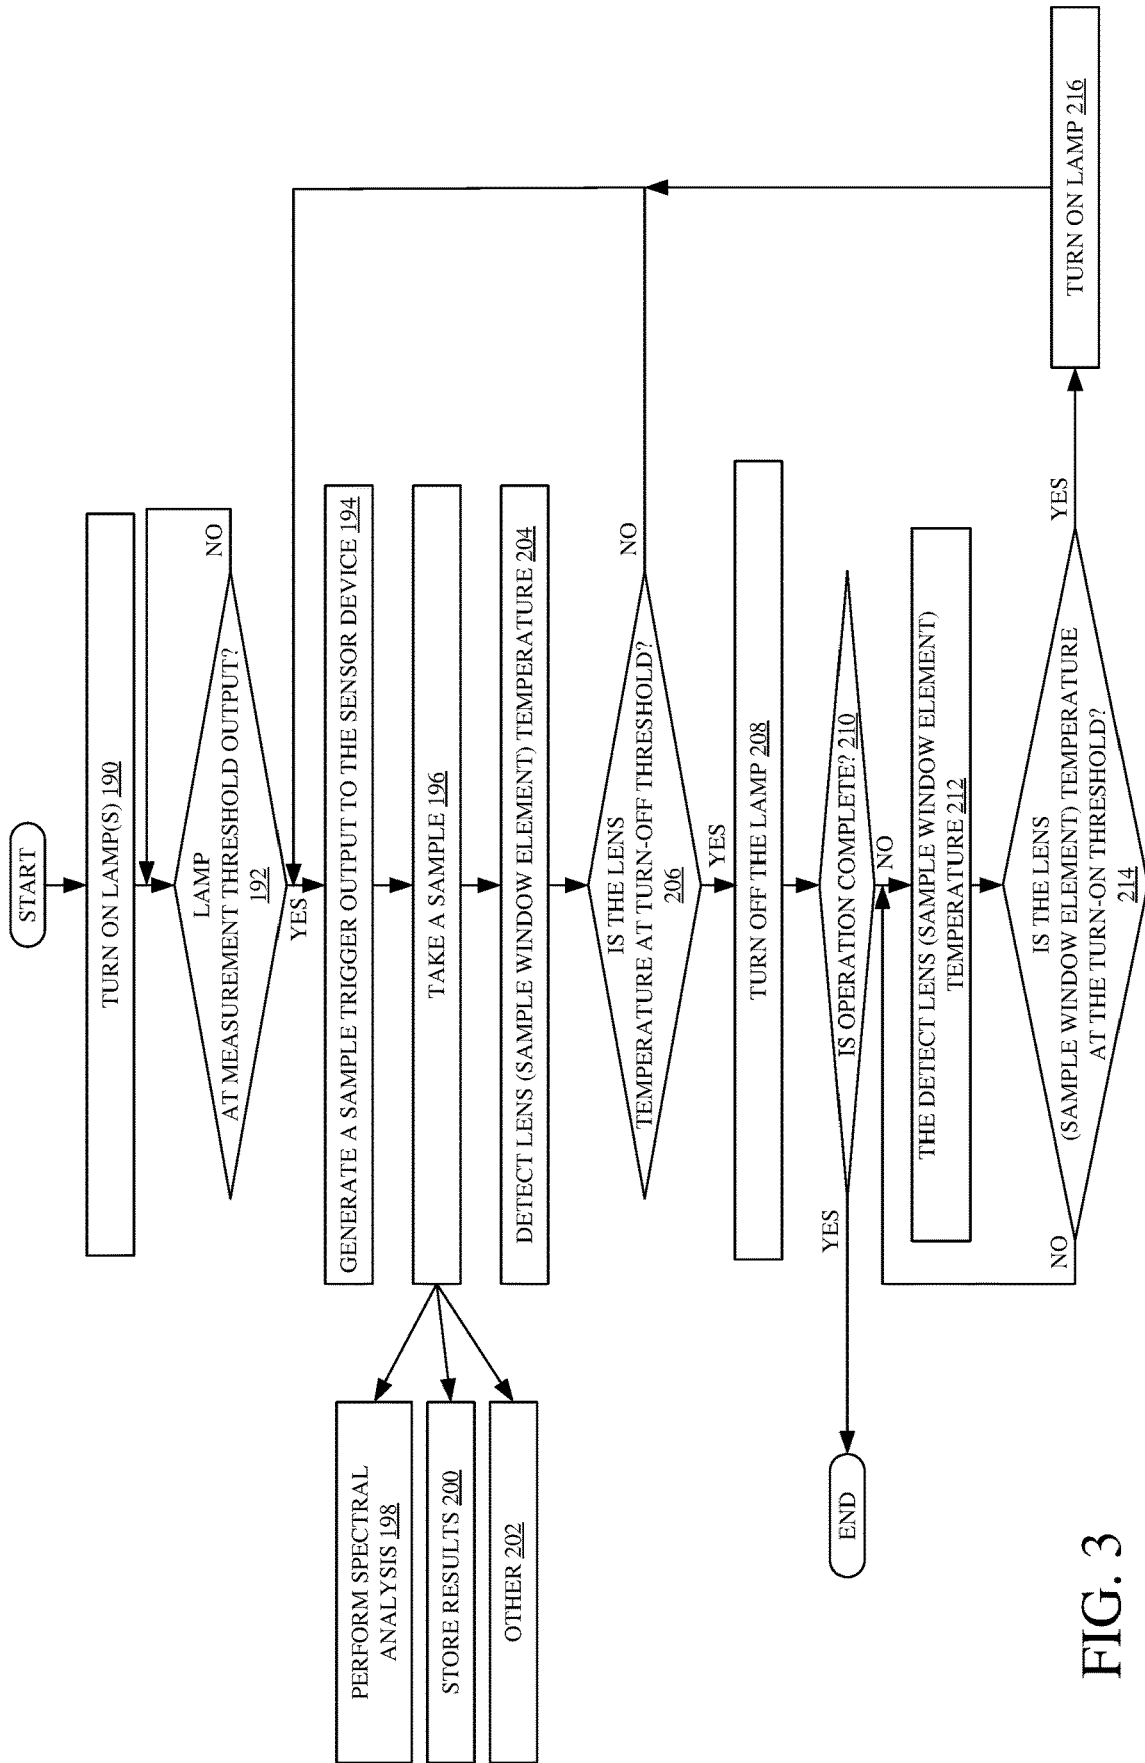 START
TURN ON LAMP(S) 190
LAMP
AT MEASUREMENT THRESHOLD OUTPUT?
192
NO
YES
GENERATE A SAMPLE TRIGGER OUTPUT TO THE SENSOR DEVICE 194
TAKE A SAMPLE 196
PERFORM SPECTRAL
ANALYSIS 198
STORE RESULTS 200
OTHER 202
DETECT LENS (SAMPLE WINDOW ELEMENT) TEMPERATURE 204
IS THE LENS
TEMPERATURE AT TURN-OFF THRESHOLD?
206
NO
YES
TURN OFF THE LAMP 208
IS OPERATION COMPLETE? 210
YES
END
NO
THE DETECT LENS (SAMPLE WINDOW ELEMENT)
TEMPERATURE 212
IS THE LENS
(SAMPLE WINDOW ELEMENT) TEMPERATURE
AT THE TURN-ON THRESHOLD?
214
NO
YES
TURN ON LAMP 216
FIG. 3